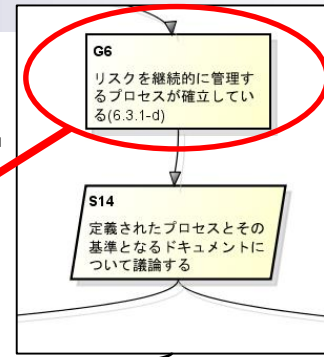 G6
リスクを継続的に管理す
るプロセスが確立してい
る(6.3.1-d)
S14
定義されたプロセスとその
基準となるドキュメントに
ついて議論する